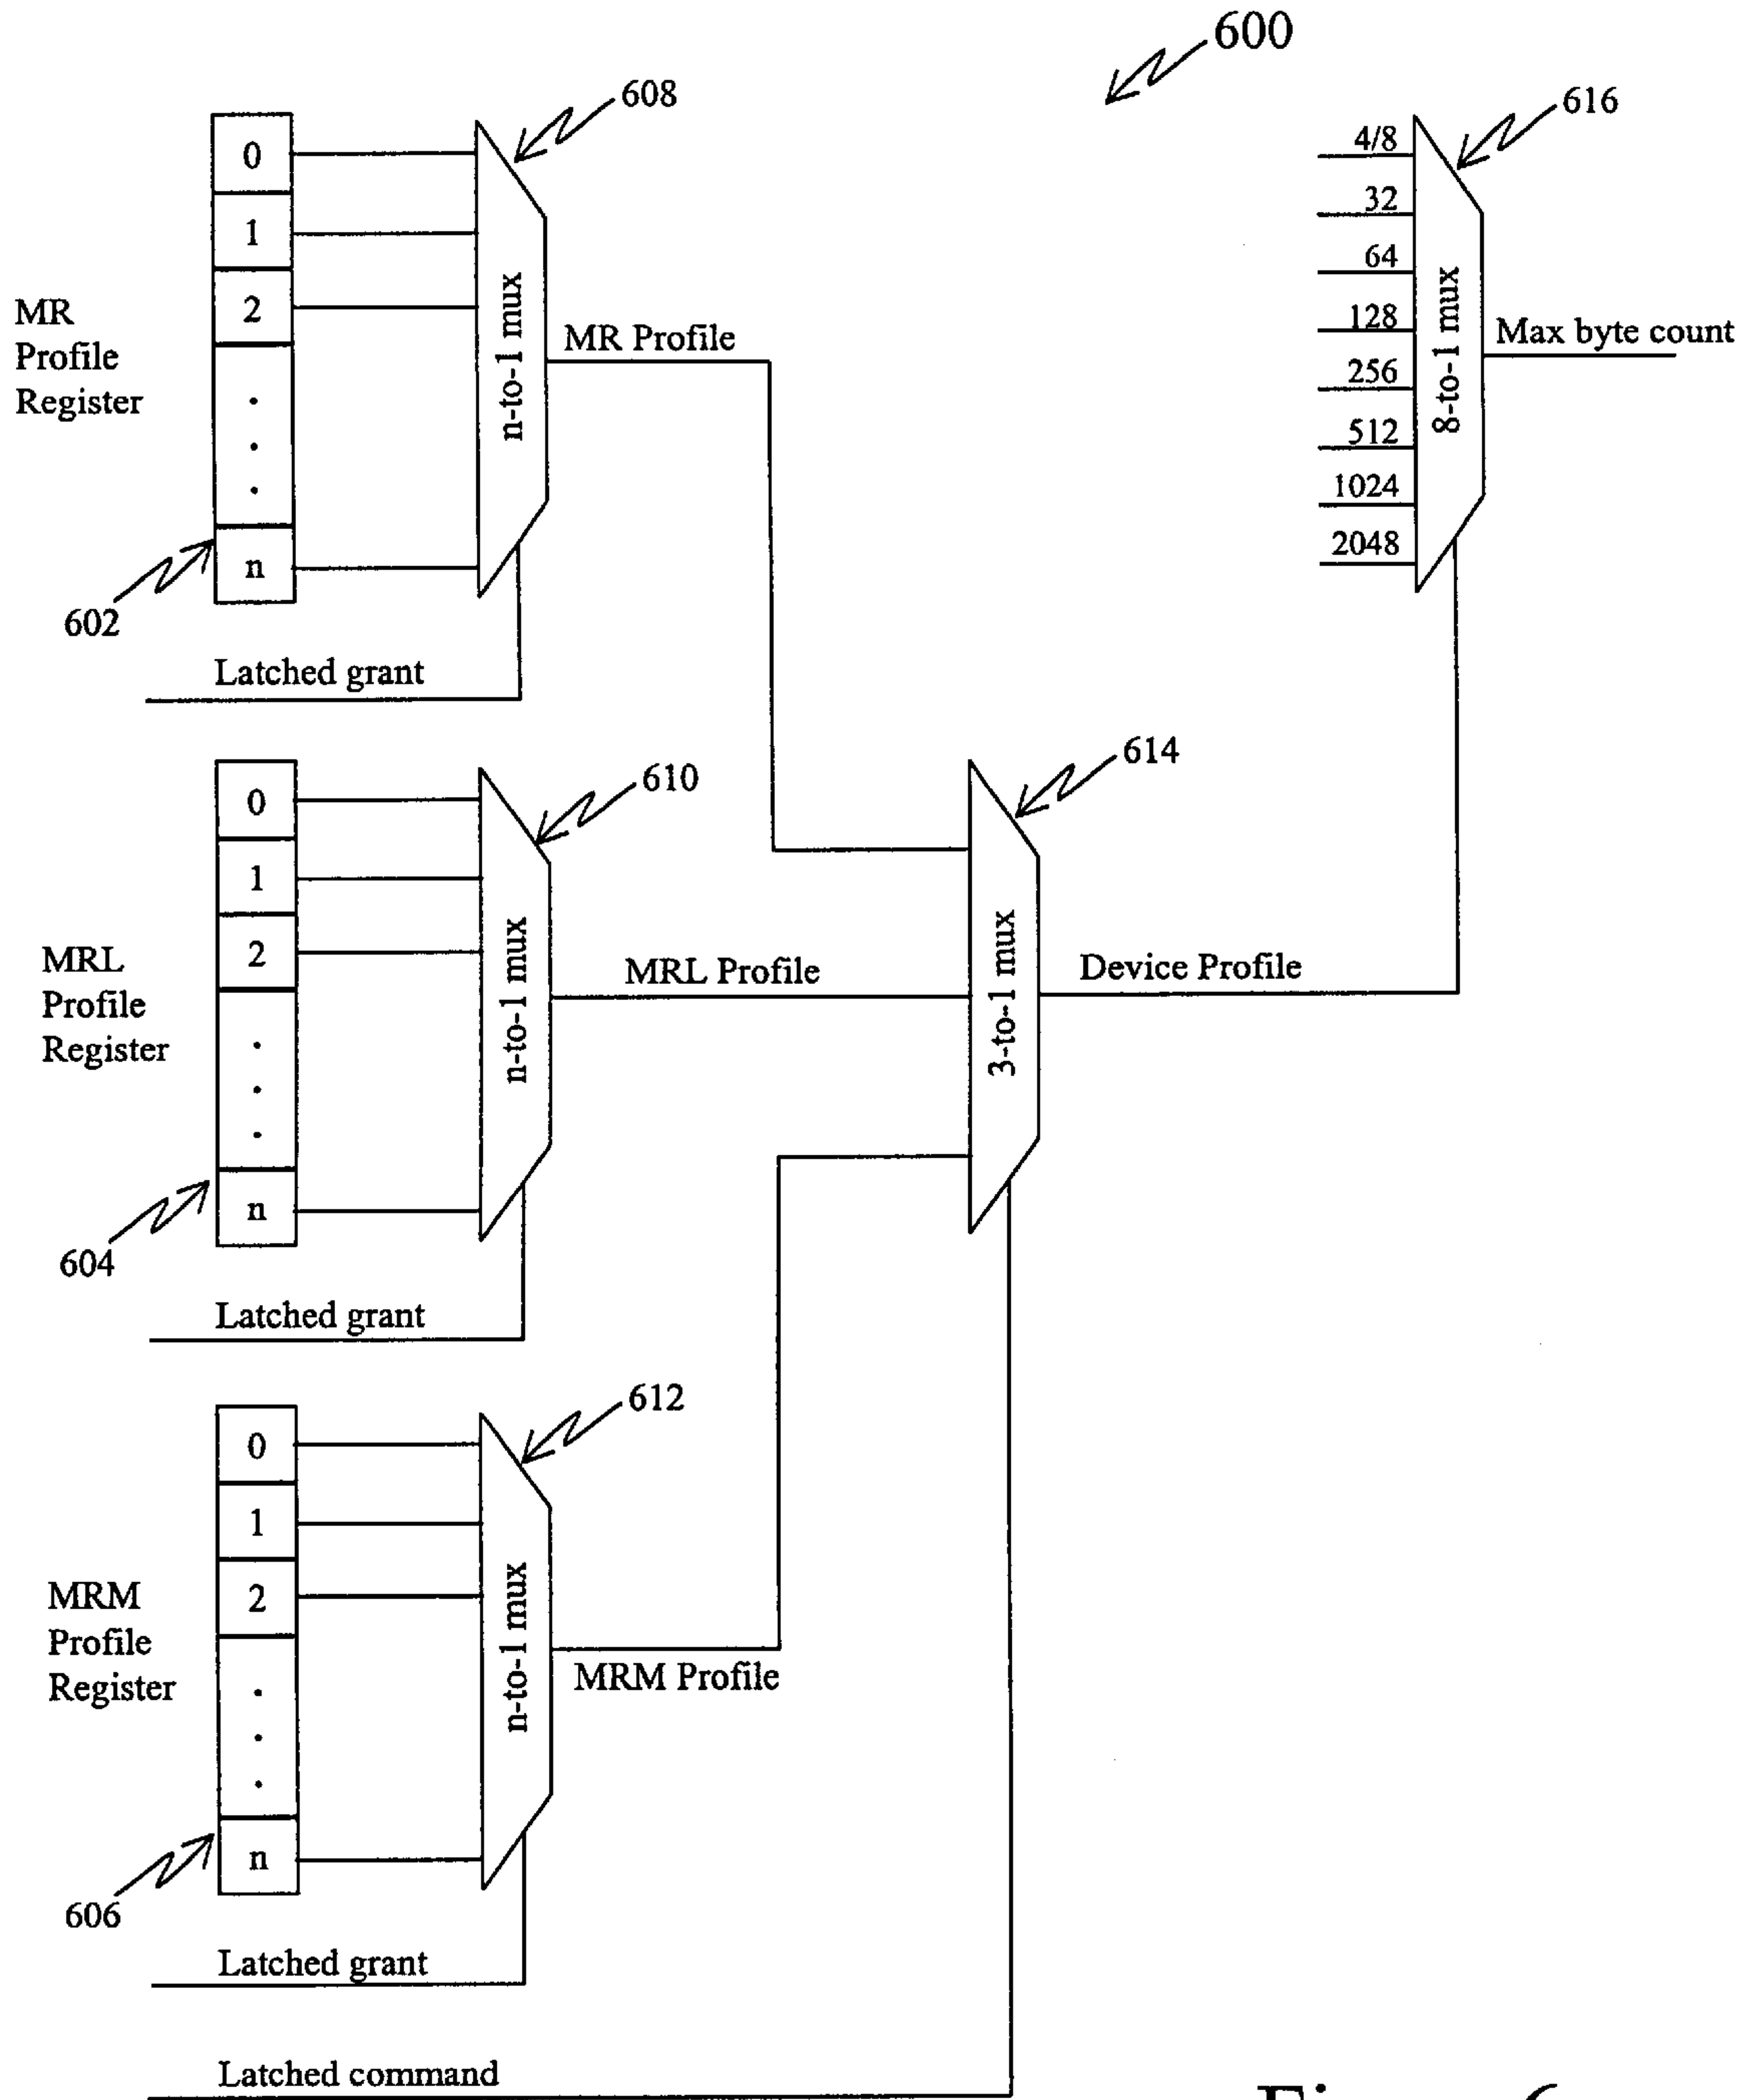 600
608
616
0
1
2
n
MR
Profile
Register
n-to-1 mux
MR Profile
602
Latched grant
4/8
32
64
128
256
512
1024
2048
8-to-1 mux
Max byte count
610
614
0
1
2
n
MRL
Profile
Register
n-to-1 mux
MRL Profile
3-to-1 mux
Device Profile
604
Latched grant
612
0
1
2
n
MRM
Profile
Register
n-to-1 mux
MRM Profile
606
Latched grant
Latched command